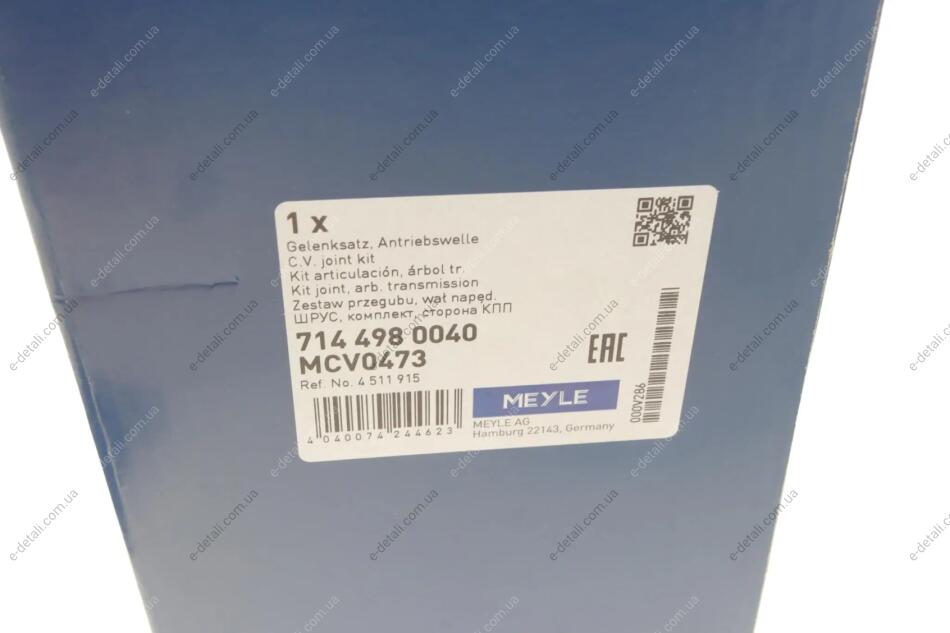 1 x
Gelenksatz, Antriebswelle
C.V. joint kit
Kit articulación, árbol tr.
Kit joint, arb. transmission
Zestaw przegubu, wał napęd.
ШРУС, комплект, сторона КПП
714 498 0040
MCV0473
Ref. No. 4 511 915
EAC
000V286
4 040074 244623
MEYLE
MEYLE AG
Hamburg 22143, Germany
e-detali.com.ua